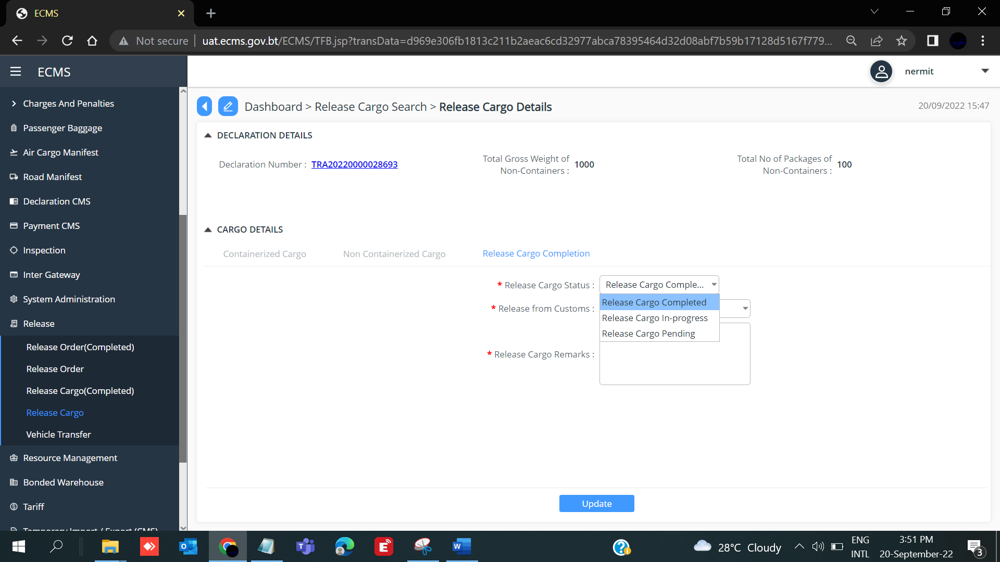 ECMS
Not secure
uat.ecms.gov.bt/ECMS/TFB.jsp?transData=d969e306fb1813c211b2aeac6cd32977abca78395464d32d08abf7b59b17128d5167f779...
ECMS
nermit
Charges And Penalties
Passenger Baggage
Air Cargo Manifest
Road Manifest
Declaration CMS
Payment CMS
Inspection
Inter Gateway
System Administration
Release
Release Order(Completed)
Release Order
Release Cargo(Completed)
Release Cargo
Vehicle Transfer
Resource Management
Bonded Warehouse
Tariff
Temporary Import / Export (CMS)
Dashboard > Release Cargo Search > Release Cargo Details
20/09/2022 15:47
DECLARATION DETAILS
Declaration Number : TRA20220000028693
Total Gross Weight of
Non-Containers : 1000
Total No of Packages of
Non-Containers : 100
CARGO DETAILS
Containerized Cargo Non Containerized Cargo Release Cargo Completion
* Release Cargo Status : Release Cargo Comple...
Release Cargo Completed
Release Cargo In-progress
Release Cargo Pending
* Release from Customs :
* Release Cargo Remarks :
Update
28°C Cloudy
ENG
INTL
3:51 PM
20-September-22
3